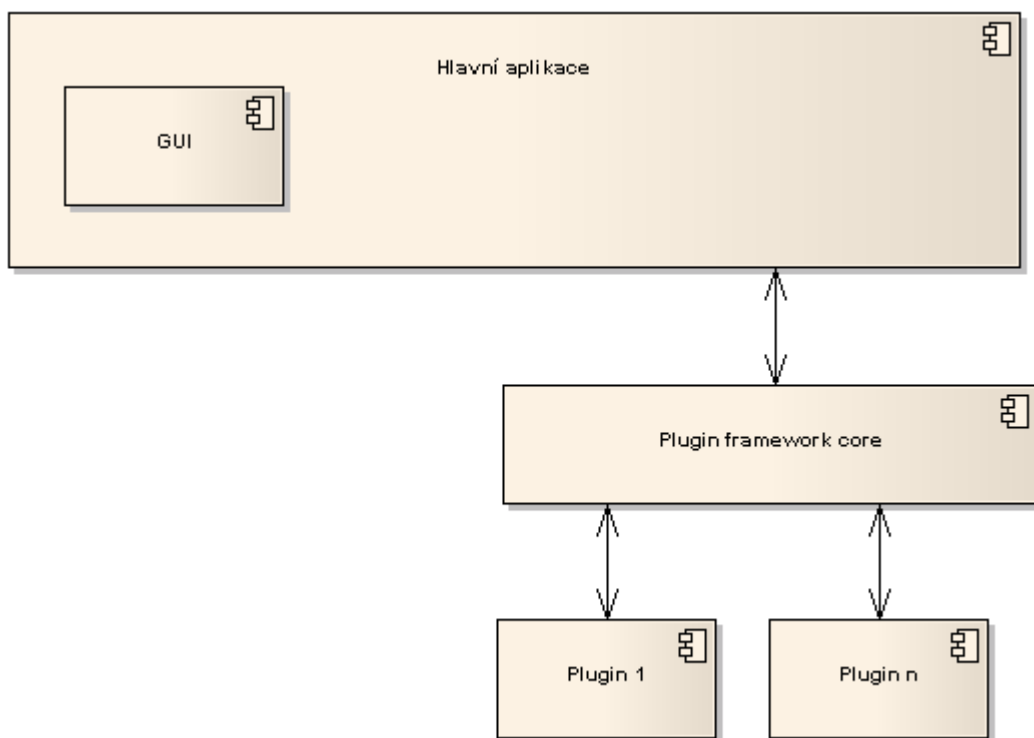 Hlavní aplikace
GUI
Plugin framework core
Plugin 1
Plugin n